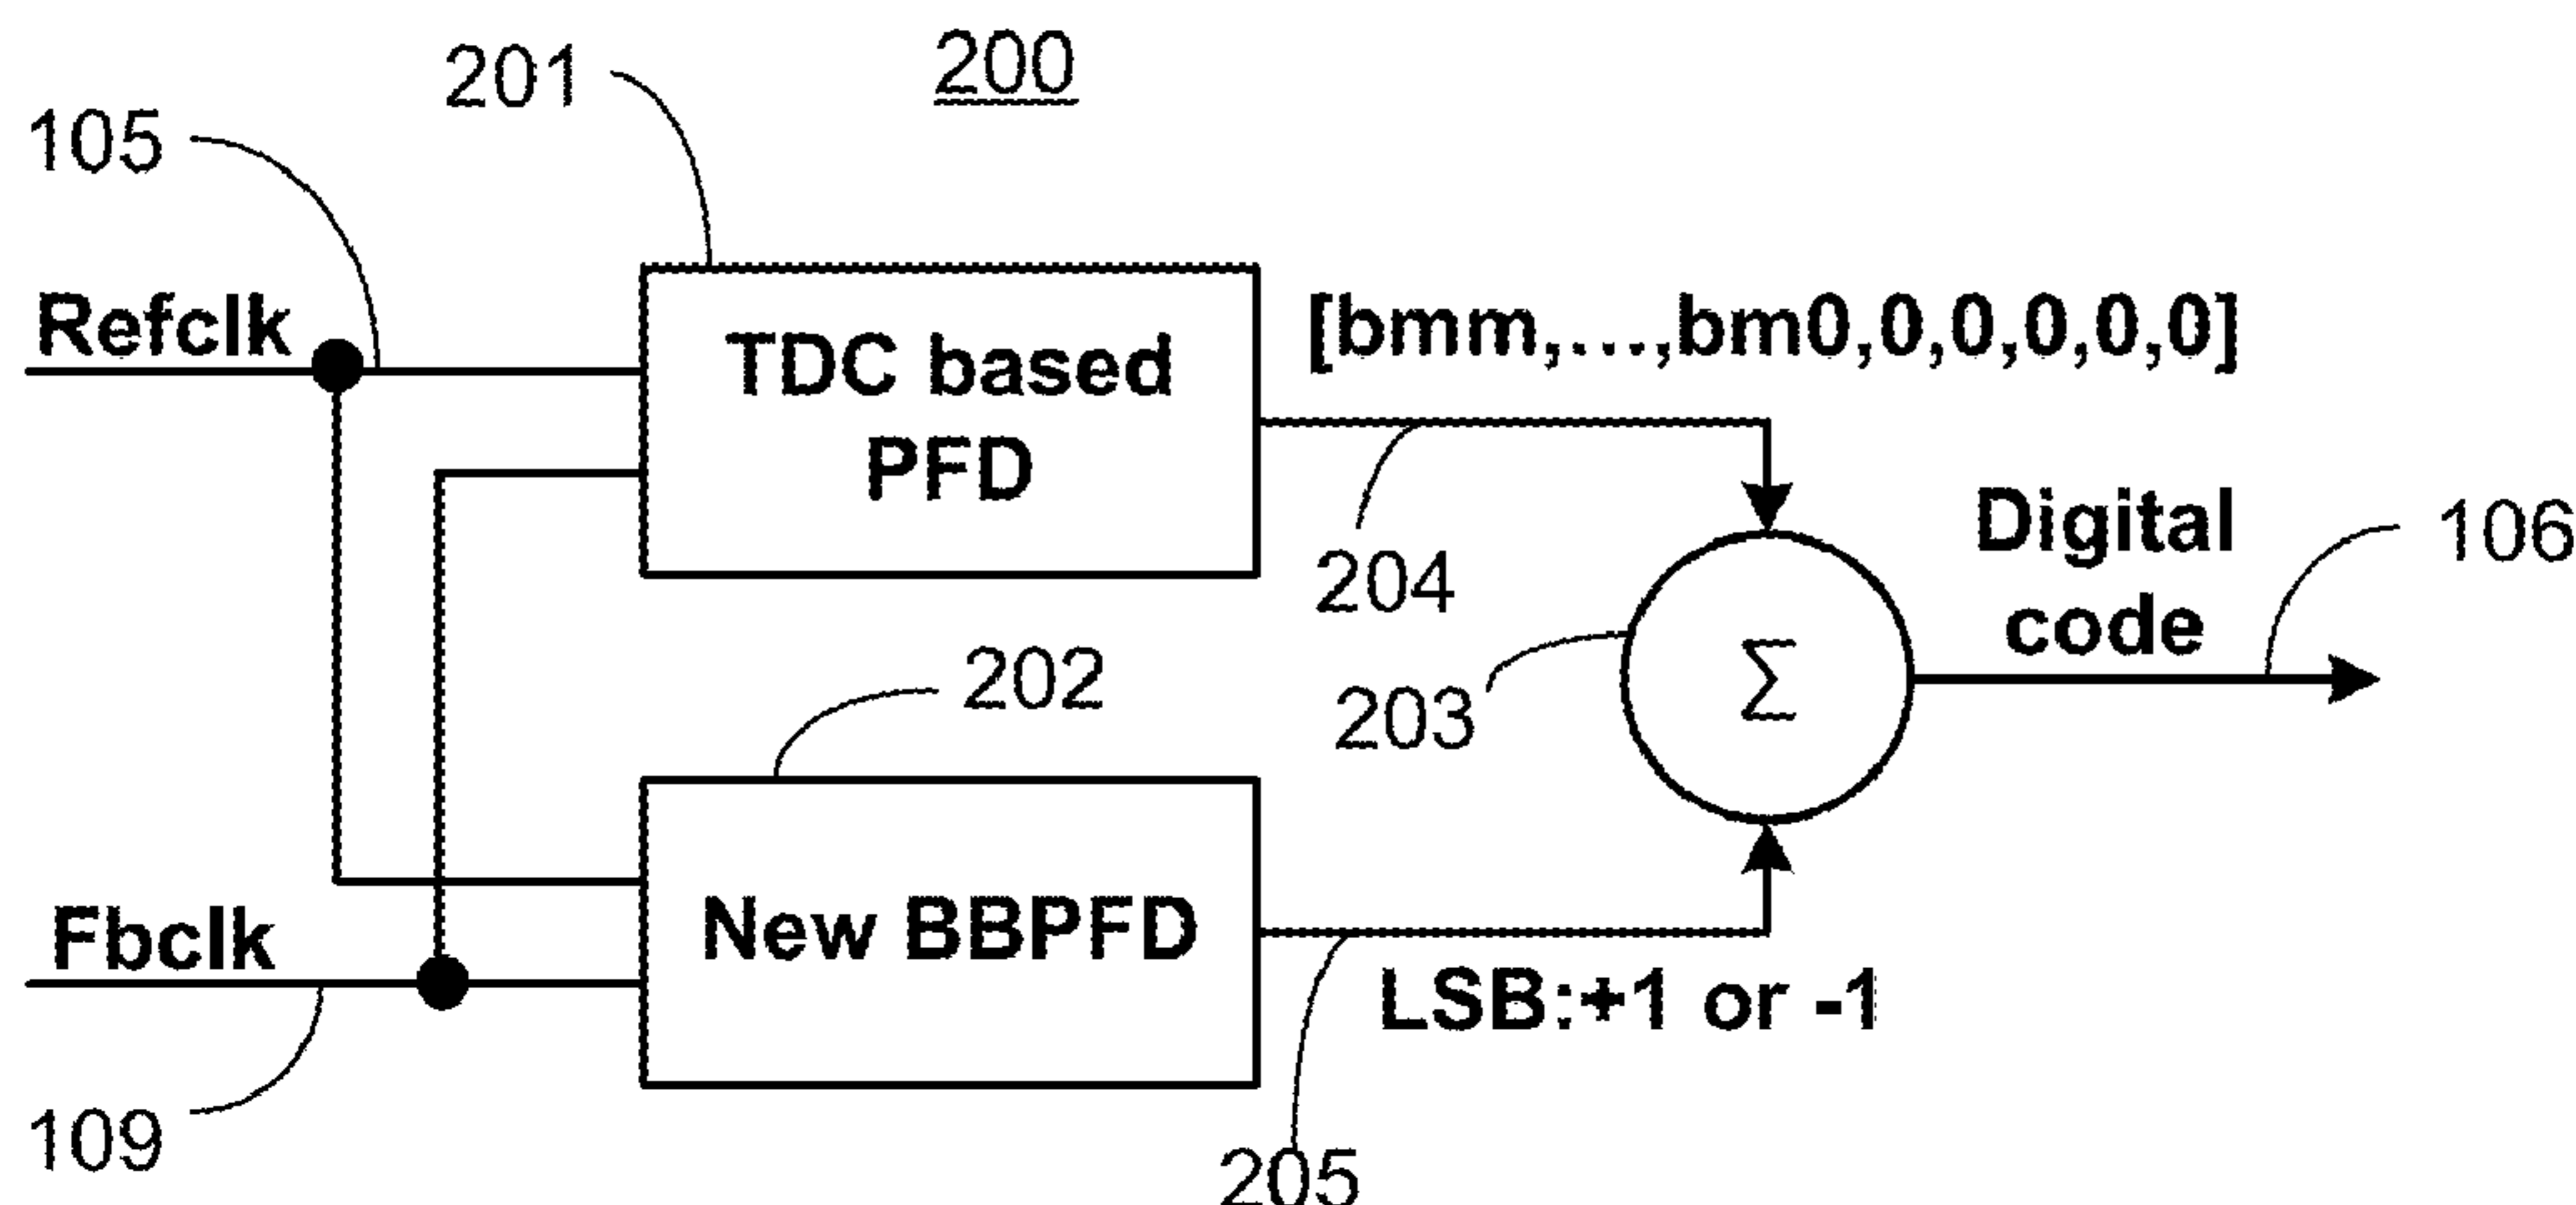 200
201
105
Refclk
TDC based
PFD
[bmm,...,bm0,0,0,0,0,0]
204
Digital
code
106
203
Σ
202
New BBPFD
Fbclk
LSB:+1 or -1
109
205